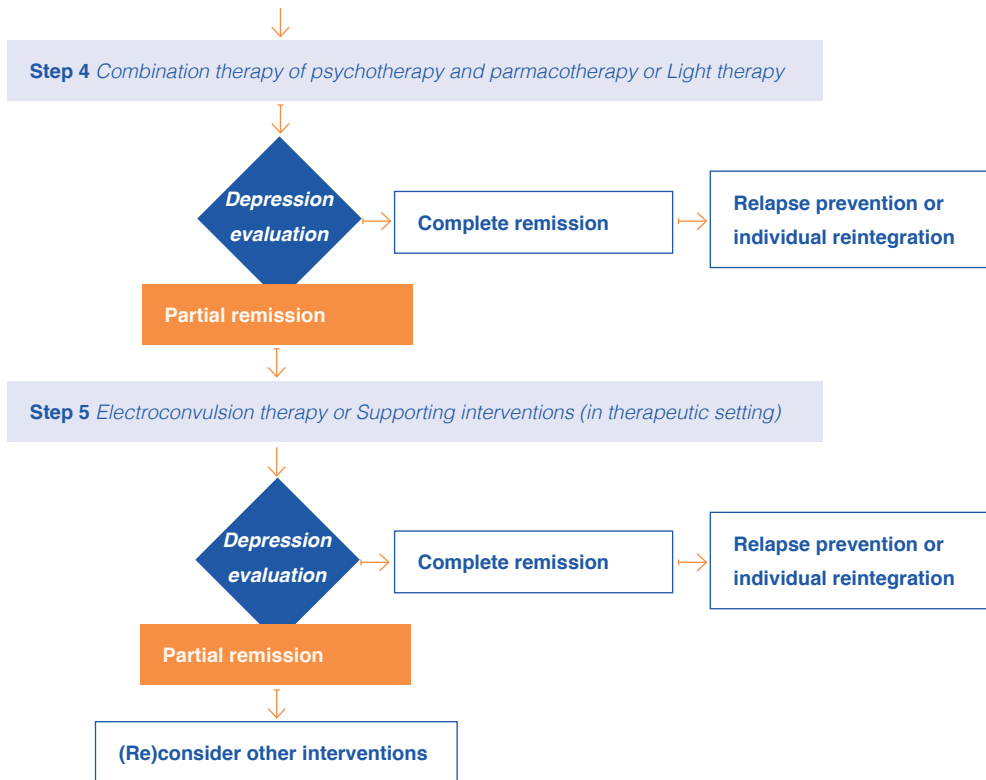 Step 4 Combination therapy of psychotherapy and parmacotherapy or Light therapy
Depression
evaluation
Complete remission
Relapse prevention or
individual reintegration
Partial remission
Step 5 Electroconvulsion therapy or Supporting interventions (in therapeutic setting)
Depression
evaluation
Complete remission
Relapse prevention or
individual reintegration
Partial remission
(Re)consider other interventions